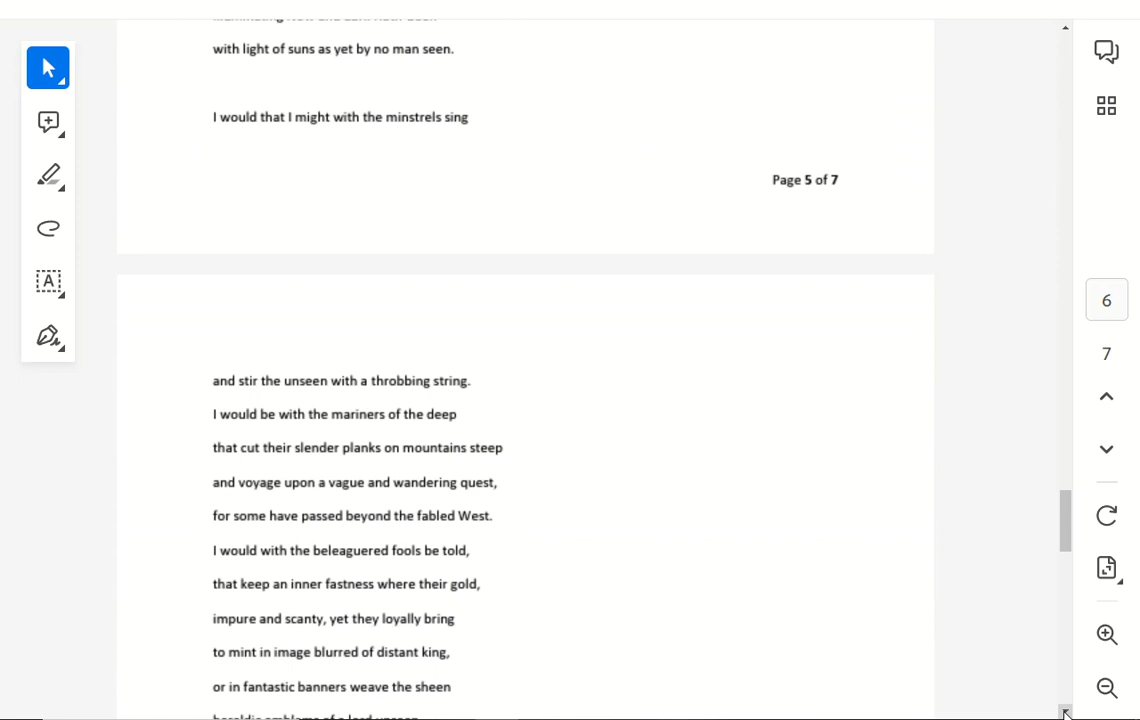 with light of suns as yet by no man seen.
I would that I might with the minstrels sing
Page 5 of 7
and stir the unseen with a throbbing string.
I would be with the mariners of the deep
that cut their slender planks on mountains steep
and voyage upon a vague and wandering quest,
for some have passed beyond the fabled West.
I would with the beleaguered fools be told,
that keep an inner fastness where their gold,
impure and scanty, yet they loyally bring
to mint in image blurred of distant king,
or in fantastic banners weave the sheen
6
7
A